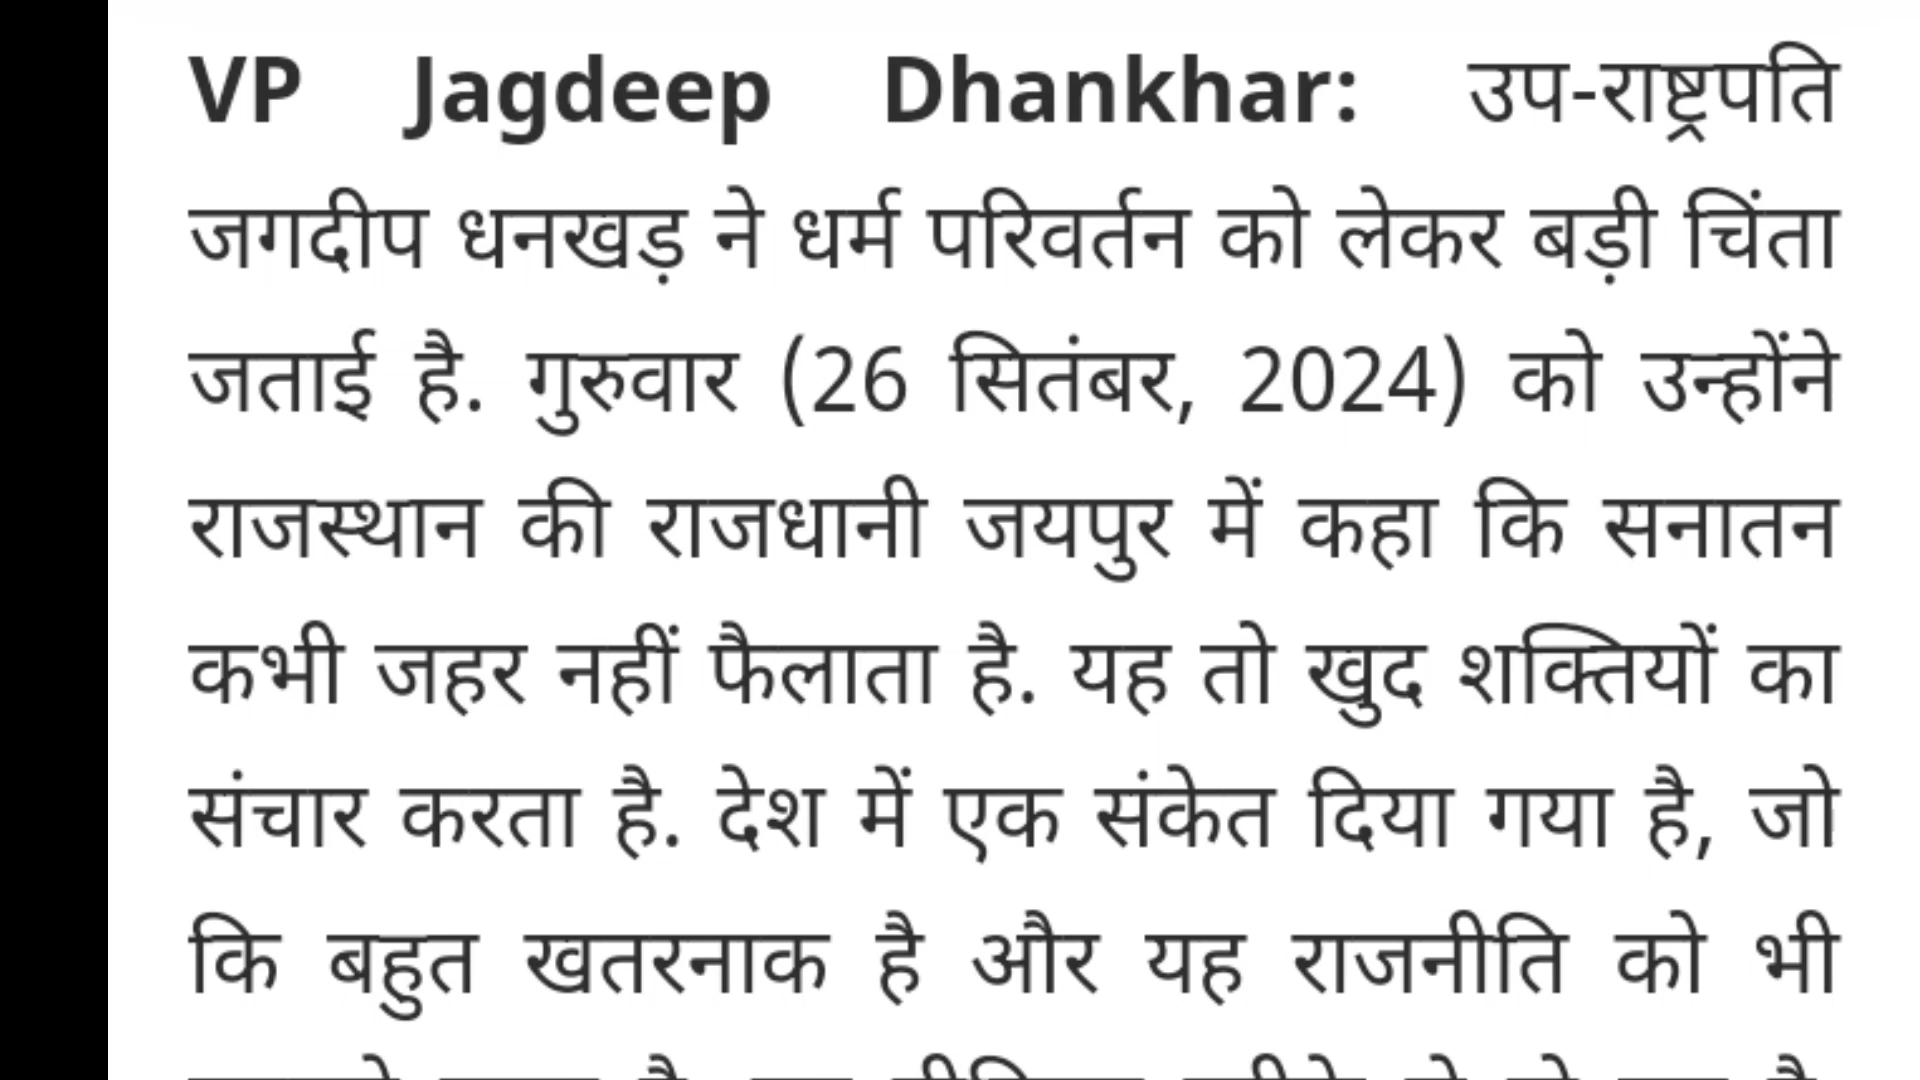 VP Jagdeep Dhankhar: उप-राष्ट्रपति
जगदीप धनखड़ ने धर्म परिवर्तन को लेकर बड़ी चिंता
जताई है. गुरुवार (26 सितंबर, 2024) को उन्होंने
राजस्थान की राजधानी जयपुर में कहा कि सनातन
कभी जहर नहीं फैलाता है. यह तो खुद शक्तियों का
संचार करता है. देश में एक संकेत दिया गया है, जो
कि बहुत खतरनाक है और यह राजनीति को भी